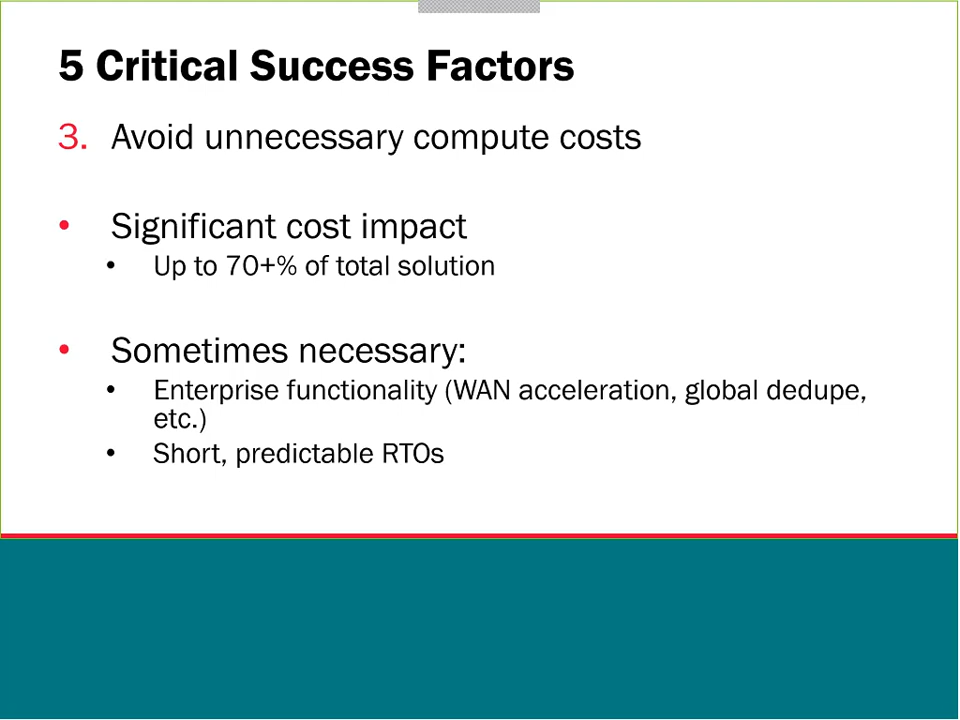 5 Critical Success Factors
3. Avoid unnecessary compute costs
• Significant cost impact
• Up to 70+% of total solution
• Sometimes necessary:
• Enterprise functionality (WAN acceleration, global dedupe,
etc.)
• Short, predictable RTOs